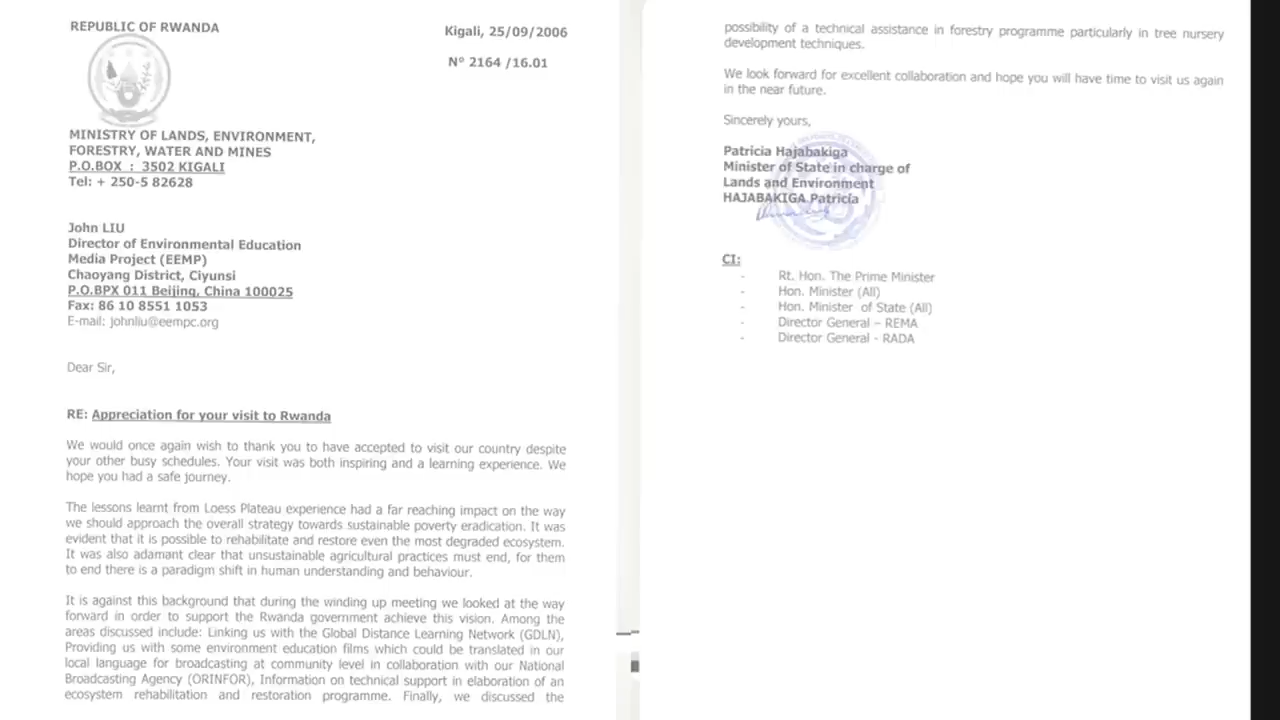 REPUBLIC OF RWANDA
Kigali, 25/09/2006
N° 2164 /16.01
MINISTRY OF LANDS, ENVIRONMENT,
FORESTRY, WATER AND MINES
P.O.BOX : 3502 KIGALI
Tel: + 250-5 82628
John LIU
Director of Environmental Education
Media Project (EEMP)
Chaoyang District, Ciyunsi
P.O.BPX 011 Beijing, China 100025
Fax: 86 10 8551 1053
E-mail: johnliu@eempc.org
Dear Sir,
RE: Appreciation for your visit to Rwanda
We would once again wish to thank you to have accepted to visit our country despite
your other busy schedules. Your visit was both inspiring and a learning experience. We
hope you had a safe journey.
The lessons learnt from Loess Plateau experience had a far reaching impact on the way
we should approach the overall strategy towards sustainable poverty eradication. It was
evident that it is possible to rehabilitate and restore even the most degraded ecosystem.
It was also adamant clear that unsustainable agricultural practices must end, for them
to end there is a paradigm shift in human understanding and behaviour.
It is against this background that during the winding up meeting we looked at the way
forward in order to support the Rwanda government achieve this vision. Among the
areas discussed include: Linking us with the Global Distance Learning Network (GDLN),
Providing us with some environment education films which could be translated in our
local language for broadcasting at community level in collaboration with our National
Broadcasting Agency (ORINFOR), Information on technical support in elaboration of an
ecosystem rehabilitation and restoration programme. Finally, we discussed the
possibility of a technical assistance in forestry programme particularly in tree nursery
development techniques.
We look forward for excellent collaboration and hope you will have time to visit us again
in the near future.
Sincerely yours,
Patricia Hajabakiga
Minister of State in charge of
Lands and Environment
HAJABAKIGA Patricia
CI:
- Rt. Hon. The Prime Minister
- Hon. Minister (All)
- Hon. Minister of State (All)
- Director General – REMA
- Director General - RADA